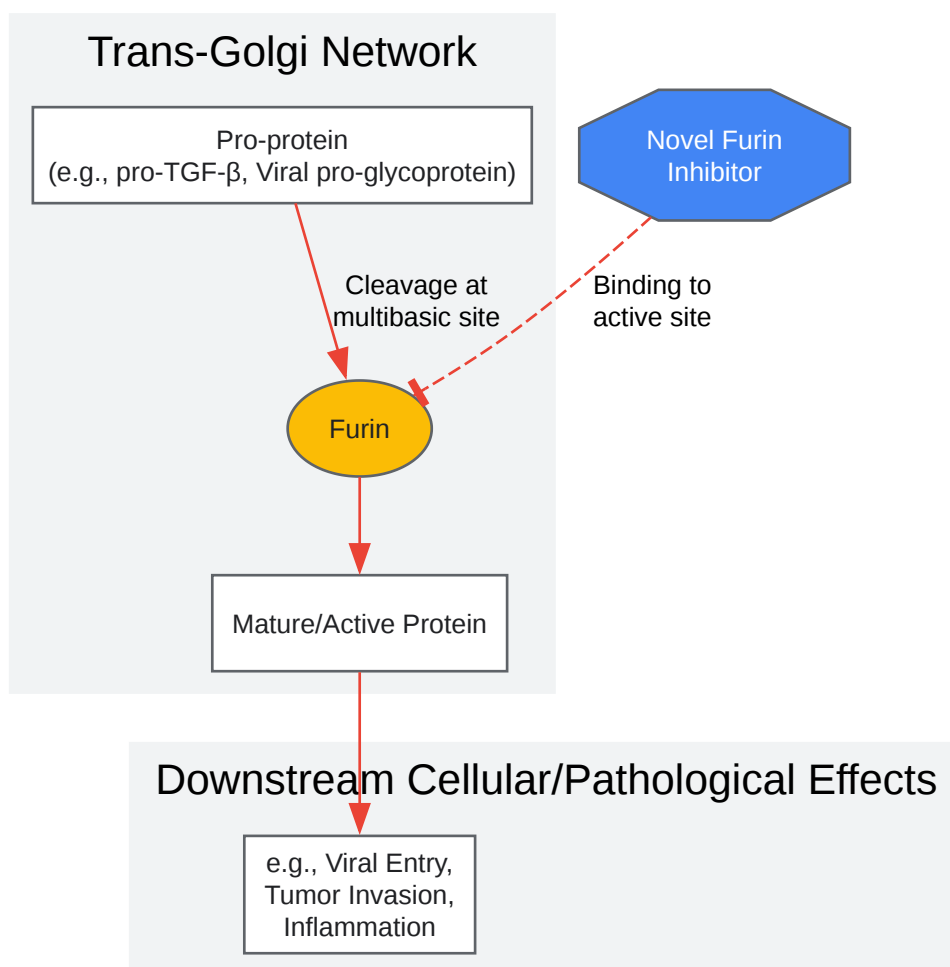 Trans-Golgi Network
Pro-protein
(e.g., pro-TGF-β, Viral pro-glycoprotein)
Novel Furin
Inhibitor
Cleavage at
multibasic site
Binding to
active site
Furin
Mature/Active Protein
Downstream Cellular/Pathological Effects
e.g., Viral Entry,
Tumor Invasion,
Inflammation